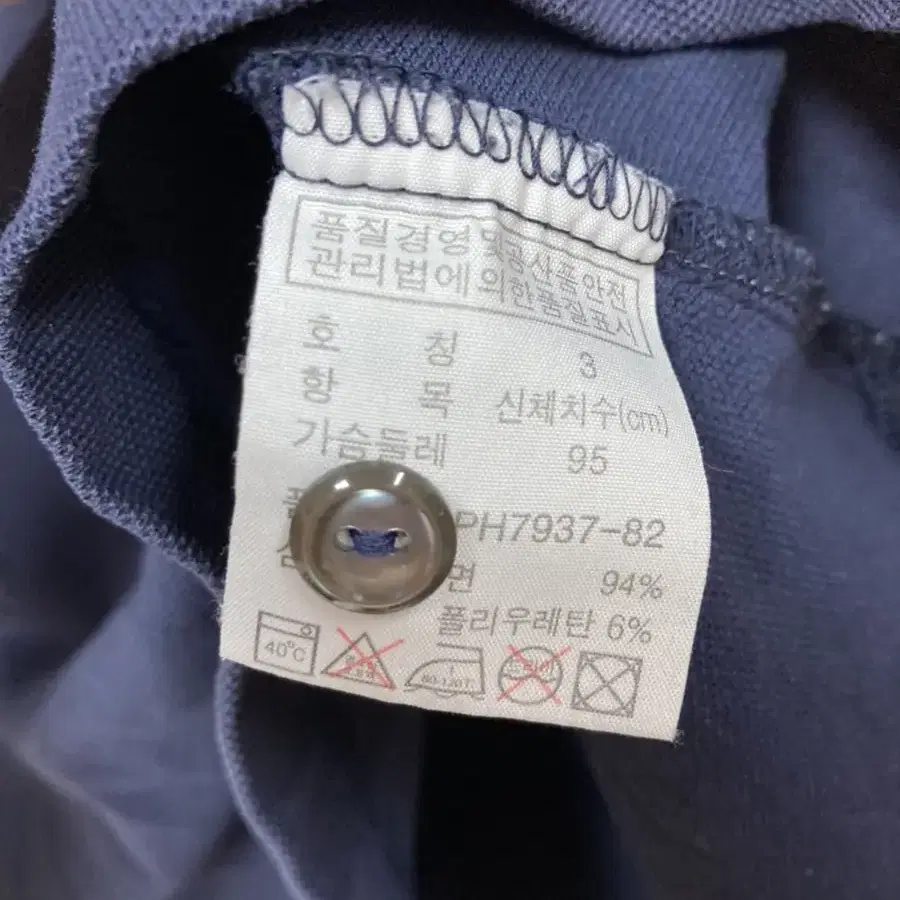 품질경영및공산품안전
관리법에의한품질표시
호 칭 3
항 목 신체치수(cm)
가슴둘레 95
PH7937-82
면 94%
폴리우레탄 6%
40°C
80-120℃